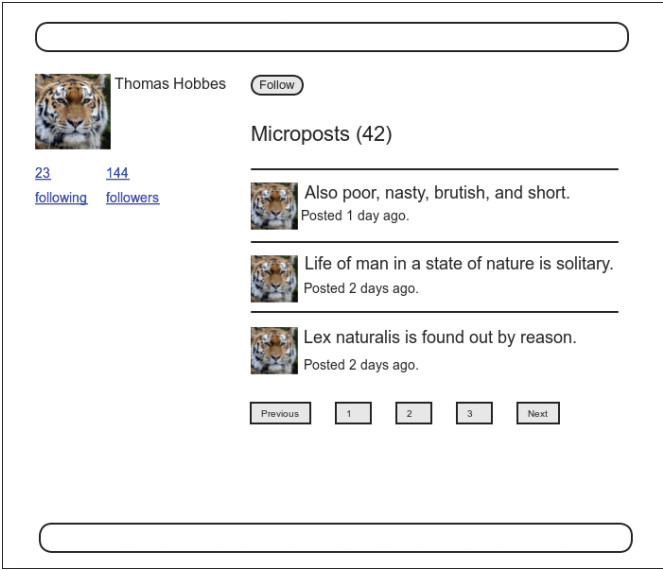 Thomas Hobbes
23 144
following followers
Follow
Microposts (42)
Also poor, nasty, brutish, and short.
Posted 1 day ago.
Life of man in a state of nature is solitary.
Posted 2 days ago.
Lex naturalis is found out by reason.
Posted 2 days ago.
Previous 1 2 3 Next